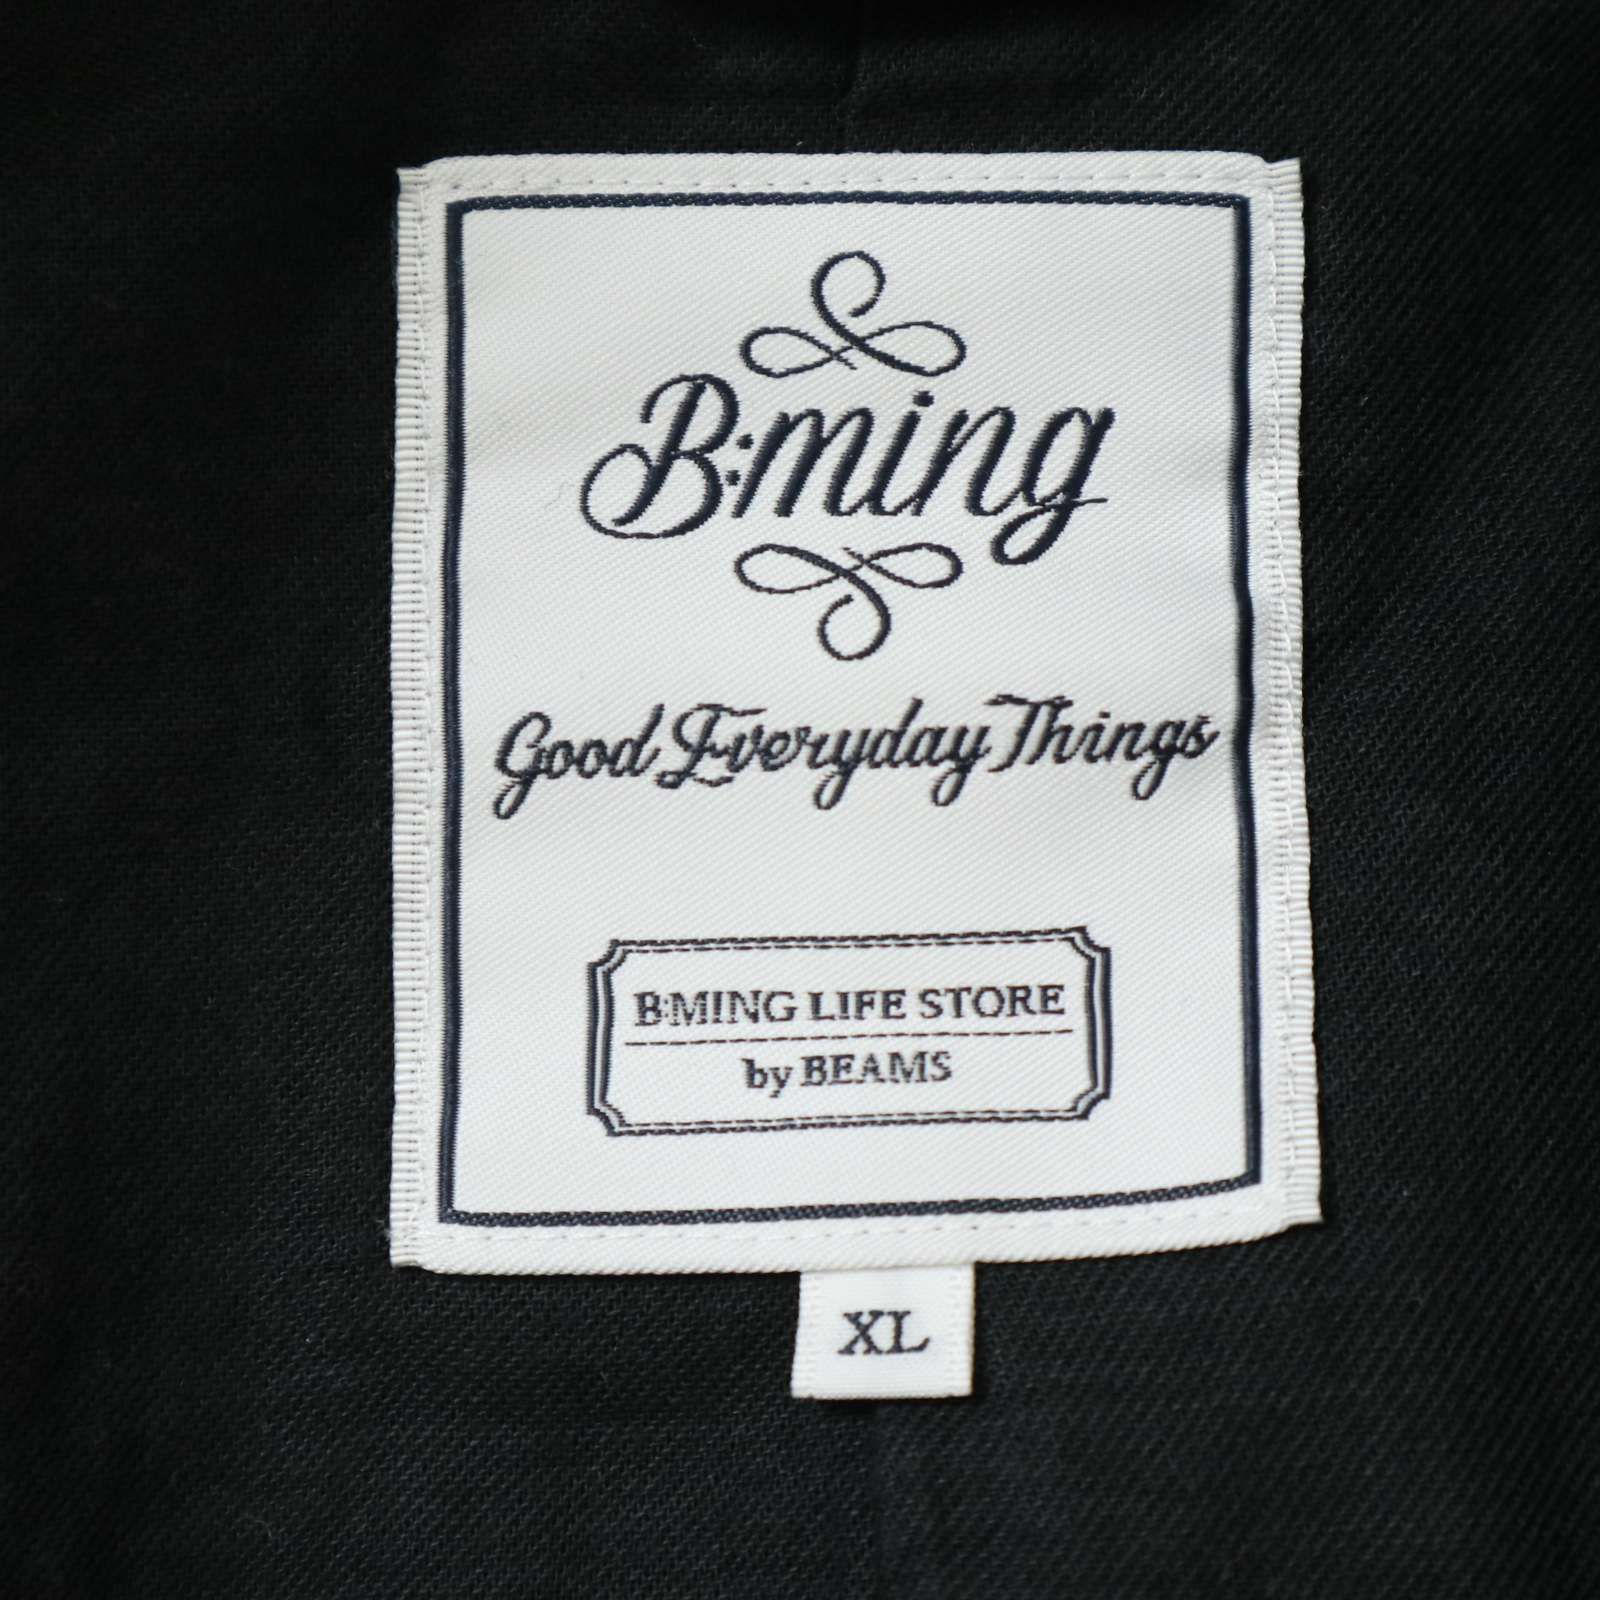 B:ming
Good Everyday Things
B:MING LIFE STORE
by BEAMS
XL